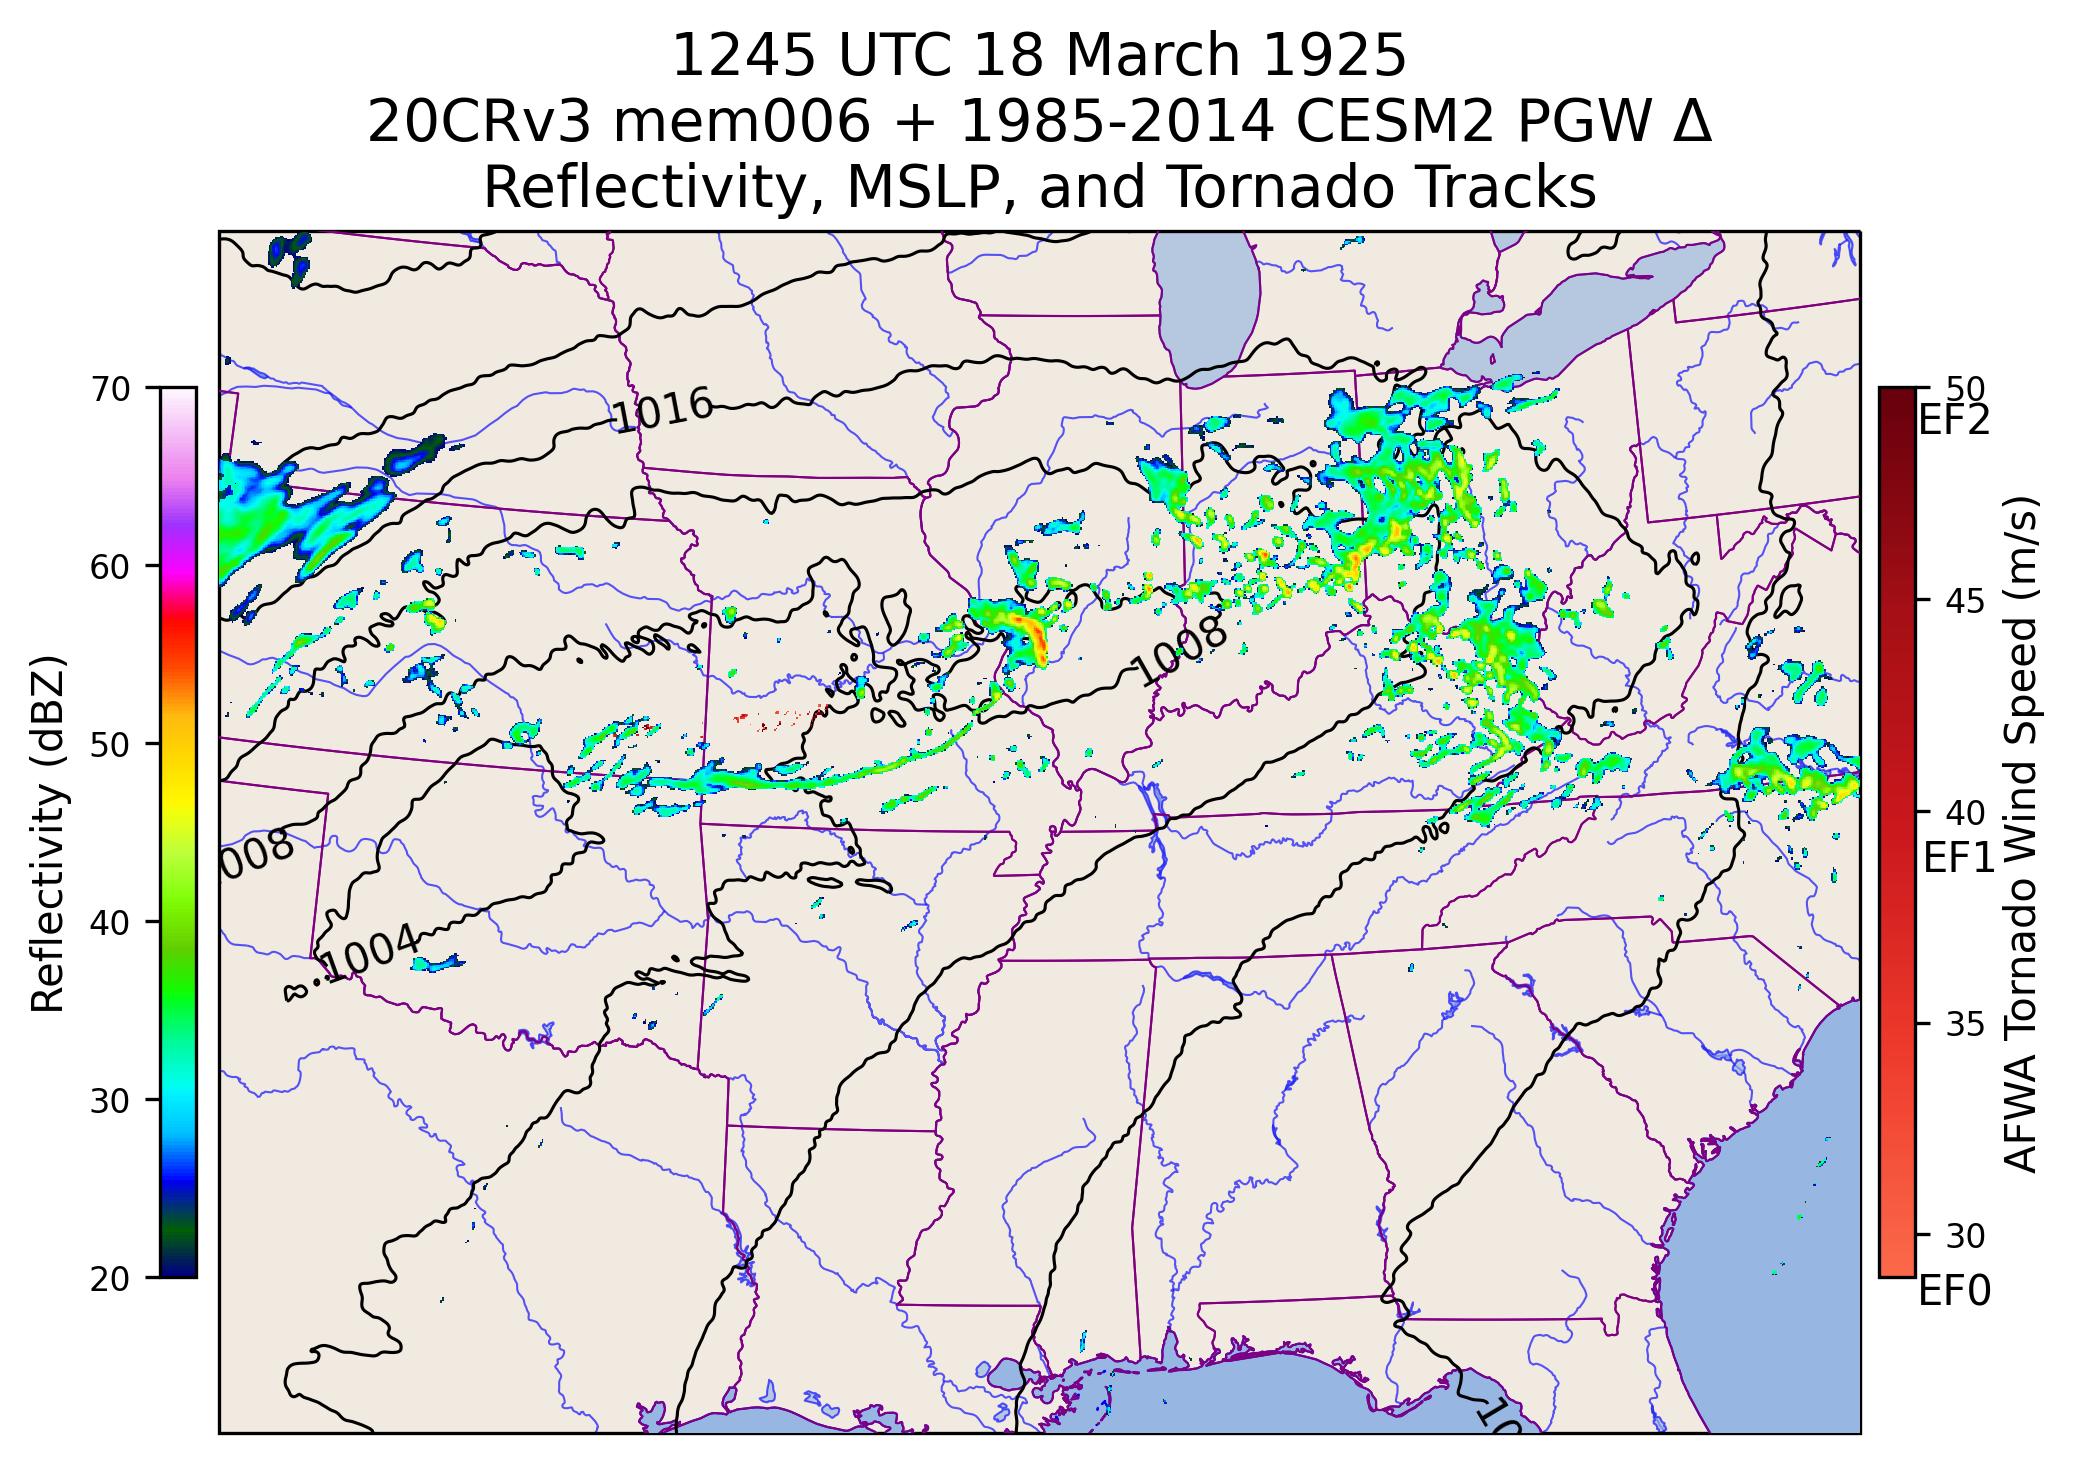 1245 UTC 18 March 1925
20CRv3 mem006 + 1985-2014 CESM2 PGW Δ
Reflectivity, MSLP, and Tornado Tracks
70
60
50
40
30
20
Reflectivity (dBZ)
1016
1008
008
1004
10
50
EF2
45
40
EF1
35
30
EF0
AFWA Tornado Wind Speed (m/s)